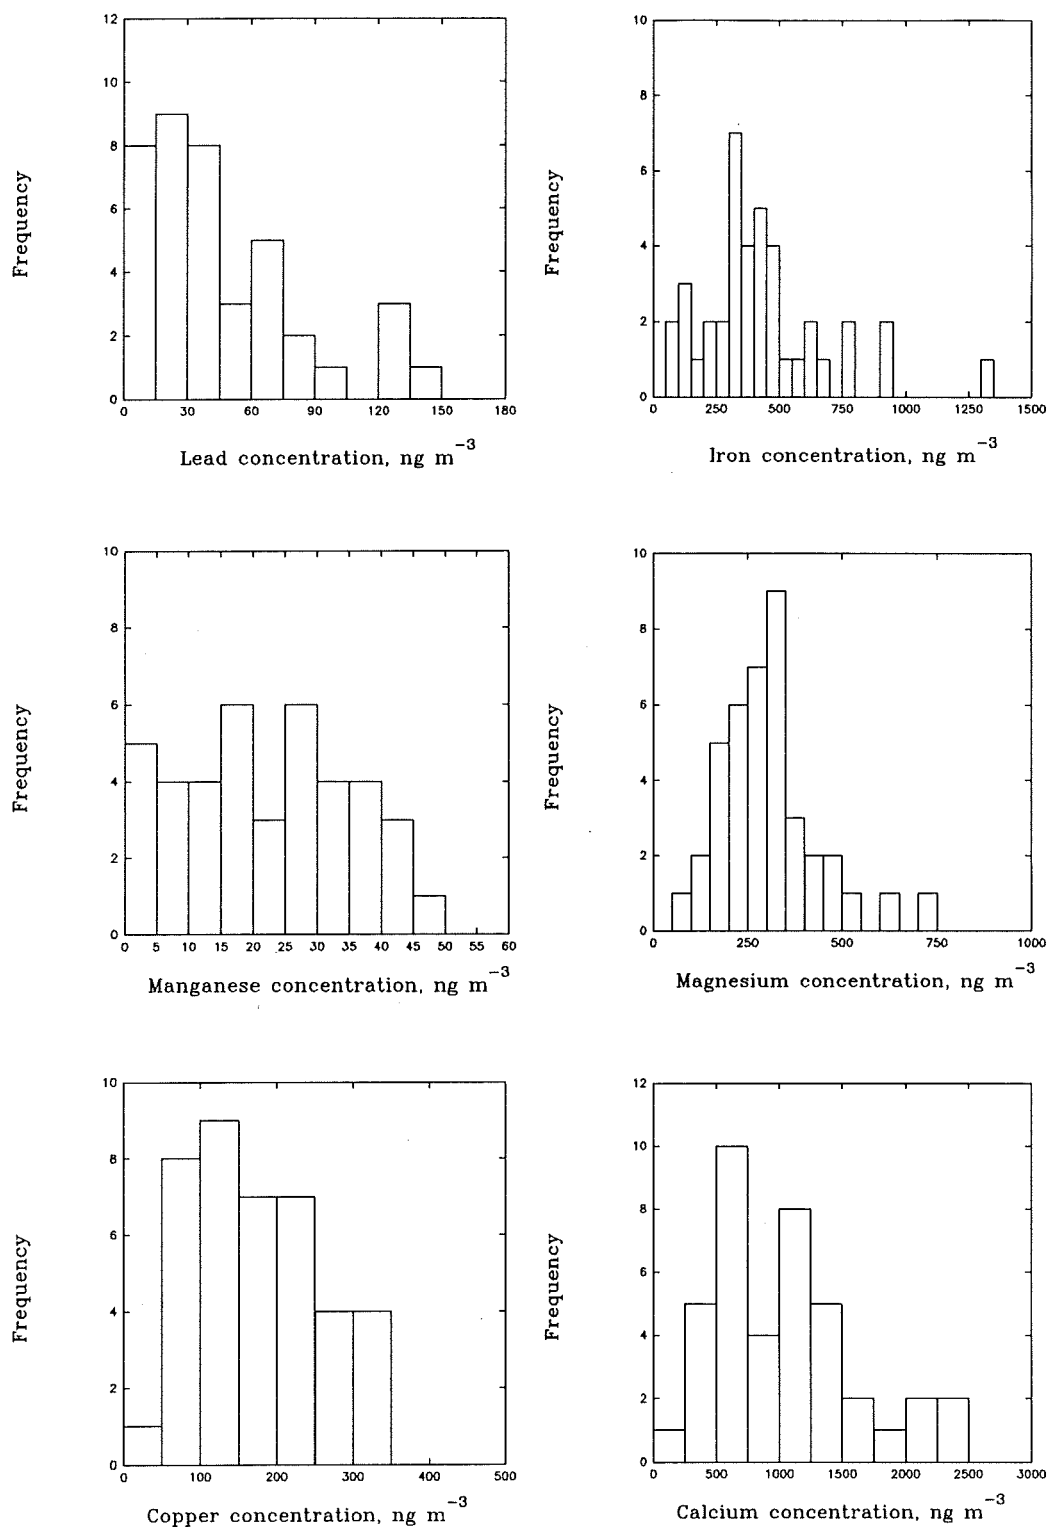 12
10
8
6
4
2
0
Frequency
0 30 60 90 120 150 180
Lead concentration, ng m⁻³
10
8
6
4
2
0
Frequency
0 250 500 750 1000 1250 1500
Iron concentration, ng m⁻³
10
8
6
4
2
0
Frequency
0 5 10 15 20 25 30 35 40 45 50 55 60
Manganese concentration, ng m⁻³
10
8
6
4
2
0
Frequency
0 250 500 750 1000
Magnesium concentration, ng m⁻³
10
8
6
4
2
0
Frequency
0 100 200 300 400 500
Copper concentration, ng m⁻³
12
10
8
6
4
2
0
Frequency
0 500 1000 1500 2000 2500 3000
Calcium concentration, ng m⁻³